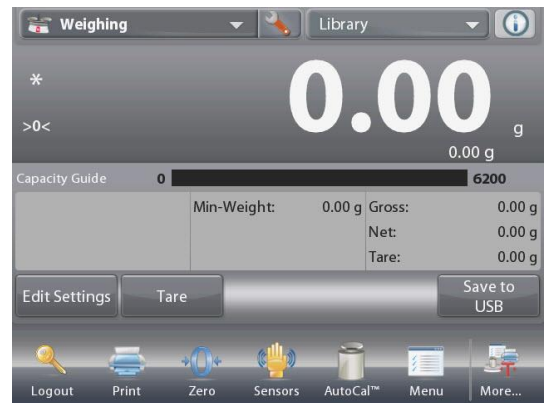 Weighing Library
*
0.00
>0<
g
0.00 g
Capacity Guide 0 6200
Min-Weight: 0.00 g Gross: 0.00 g
Net: 0.00 g
Tare: 0.00 g
Edit Settings Tare Save to
USB
Logout Print Zero Sensors AutoCal™ Menu More...